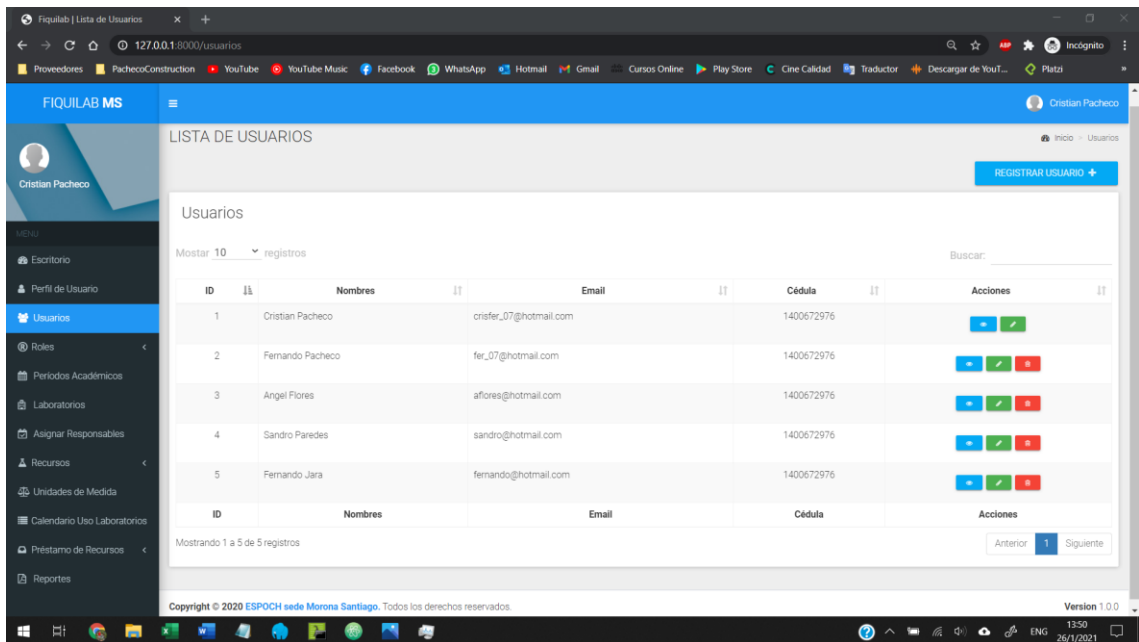 Fiquilab | Lista de Usuarios
127.0.0.1:8000/usuarios
ABP
Incógnito
Proveedores PachecoConstruction YouTube YouTube Music Facebook WhatsApp Hotmail Gmail Cursos Online Play Store Cine Calidad Traductor Descargar de YouT... Platzi
FIQUILAB MS
Cristian Pacheco
Cristian Pacheco
MENU
Escritorio
Perfil de Usuario
Usuarios
Roles
Períodos Académicos
Laboratorios
Asignar Responsables
Recursos
Unidades de Medida
Calendario Uso Laboratorios
Préstamo de Recursos
Reportes
LISTA DE USUARIOS
Inicio > Usuarios
REGISTRAR USUARIO +
Usuarios
Mostar 10 registros
Buscar:
ID Nombres Email Cédula Acciones
1 Cristian Pacheco crisfer_07@hotmail.com 1400672976
2 Fernando Pacheco fer_07@hotmail.com 1400672976
3 Angel Flores aflores@hotmail.com 1400672976
4 Sandro Paredes sandro@hotmail.com 1400672976
5 Fernando Jara fernando@hotmail.com 1400672976
ID Nombres Email Cédula Acciones
Mostrando 1 a 5 de 5 registros
Anterior 1 Siguiente
Copyright © 2020 ESPOCH sede Morona Santiago. Todos los derechos reservados.
Version 1.0.0
ENG
13:50
26/1/2021